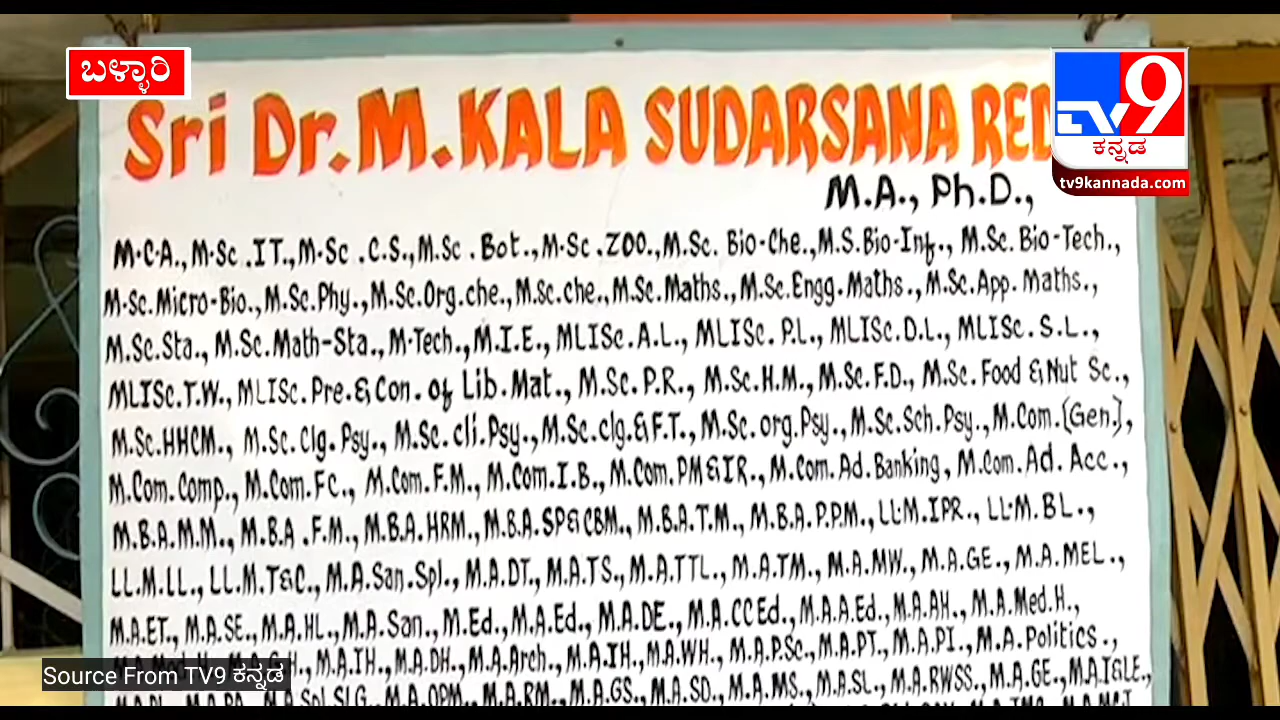 ಬಳ್ಳಾರಿ
TV9
ಕನ್ನಡ
tv9kannada.com
Sri Dr.M.KALA SUDARSANA RED
M.A., Ph.D.,
M.C.A., M.Sc.IT., M.Sc.C.S., M.Sc.Bot., M.Sc.ZOO., M.Sc. Bio-Che., M.S.Bio-Inf., M.Sc. Bio-Tech.,
M.Sc.Micro-Bio., M.Sc.Phy., M.Sc.Org.che., M.Sc.che., M.Sc.Maths., M.Sc.Engg.Maths., M.Sc.App. Maths.,
M.Sc.Sta., M.Sc.Math-Sta., M.Tech., M.I.E., MLISc.A.L., MLISc. P.L., MLISc.D.L., MLISc.S.L.,
MLISc.T.W., MLISc.Pre.&Con.of Lib.Mat., M.Sc.P.R., M.Sc.H.M., M.Sc.F.D., M.Sc.Food &Nut Sc.,
M.Sc.HHCM., M.Sc.Clg.Psy., M.Sc.cli.Psy., M.Sc.clg.&F.T., M.Sc.org.Psy., M.Sc.Sch.Psy., M.Com.(Gen.),
M.Com.Comp., M.Com.FC., M.Com.F.M., M.Com.I.B., M.Com.PM&IR., M.Com.Ad.Banking, M.Com.Ad.Acc.,
M.B.A.M.M., M.B.A.F.M., M.B.A.HRM., M.B.A.SP&CBM., M.B.A.T.M., M.B.A.P.P.M., LL.M.IPR., LL.M.BL.,
LL.M.LL., LL.M.T&C., M.A.San.Spl., M.A.DT., M.A.TS., M.A.TTL., M.A.TM., M.A.MW., M.A.GE., M.A.MEL.,
M.A.ET., M.A.SE., M.A.HL., M.A.San., M.Ed., M.A.Ed., M.A.DE., M.A.CCEd., M.A.A.Ed., M.A.AH., M.A.Med.H.,
M.A.IH., M.A.DH., M.A.Arch., M.A.IH., M.A.WH., M.A.P.Sc., M.A.PT., M.A.PI., M.A.Politics.,
M.A.OPM., M.A.RM., M.A.GS., M.A.SD., M.A.MS., M.A.SL., M.A.RWSS., M.A.GE., M.A.I&LE.,
Source From TV9 ಕನ್ನಡ